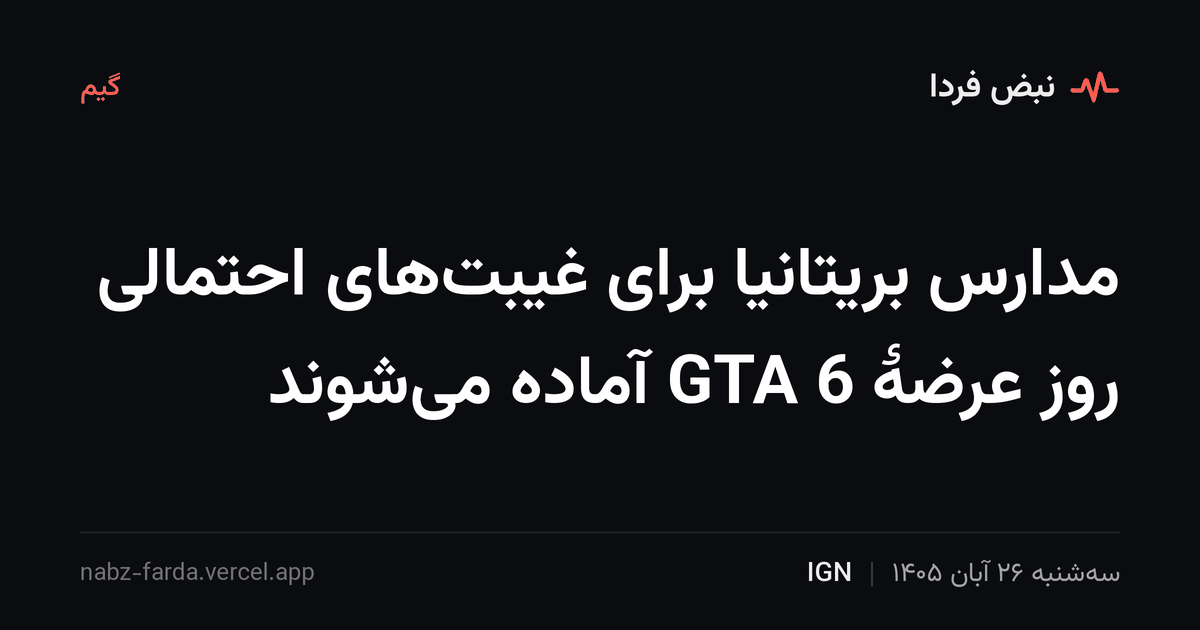 نبض فردا
گیم
مدارس بریتانیا برای غیبت‌های احتمالی
روز عرضهٔ GTA 6 آماده می‌شوند
سه‌شنبه ۲۶ آبان ۱۴۰۵ | IGN
nabz-farda.vercel.app